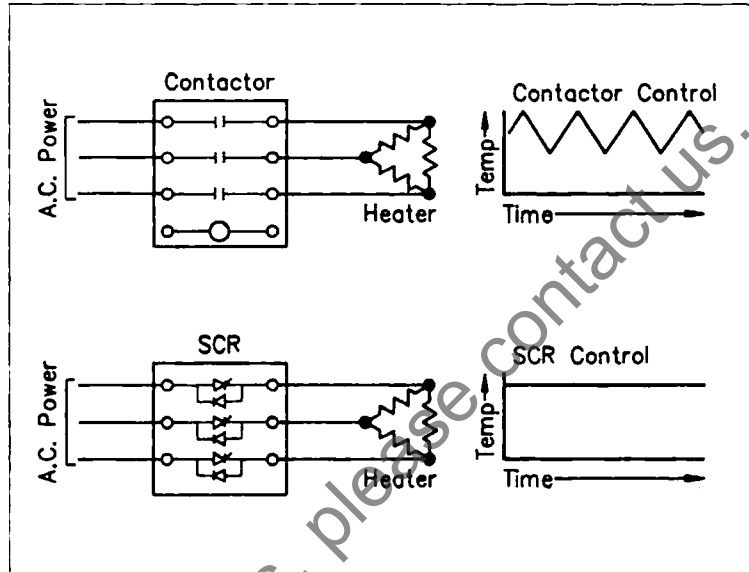 Contactor
A.C. Power
Heater
Contactor Control
Temp
Time
SCR
A.C. Power
Heater
SCR Control
Temp
Time
, please contact us.